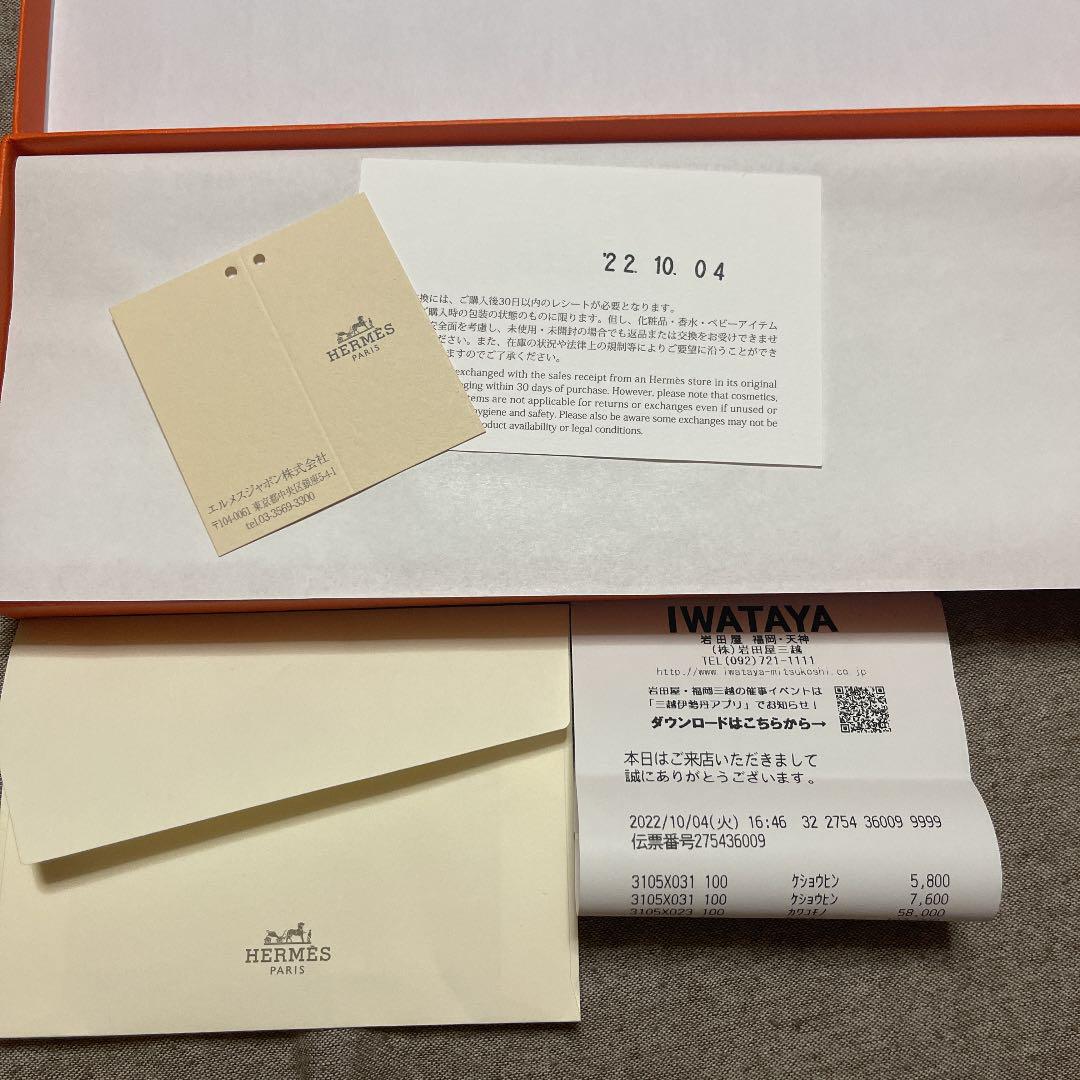 '22. 10. 04
換には、ご購入後30日以内のレシートが必要となります。
ご購入時の包装の状態のものに限ります。但し、化粧品・香水・ベビーアイテム
安全面を考慮し、未使用・未開封の場合でも返品または交換をお受けできませ
ださい。また、在庫の状況や法律上の規制等によりご要望に沿うことができ
ますのでご了承ください。
exchanged with the sales receipt from an Hermès store in its original
ging within 30 days of purchase. However, please note that cosmetics,
tems are not applicable for returns or exchanges even if unused or
ygiene and safety. Please also be aware some exchanges may not be
oduct availability or legal conditions.
HERMÈS
PARIS
エルメスジャポン株式会社
〒104-0061 東京都中央区銀座5-4-1
tel.03-3569-3300
IWATAYA
岩田屋 福岡・天神
(株)岩田屋三越
TEL(092)721-1111
http://www.iwataya-mitsukoshi.co.jp
岩田屋・福岡三越の催事イベントは
「三越伊勢丹アプリ」でお知らせ！
ダウンロードはこちらから→
本日はご来店いただきまして
誠にありがとうございます。
2022/10/04(火) 16:46 32 2754 36009 9999
伝票番号275436009
3105X031 100 ケショウヒン 5,800
3105X031 100 ケショウヒン 7,600
3105X023 100 カワコモノ 58,000
HERMÈS
PARIS